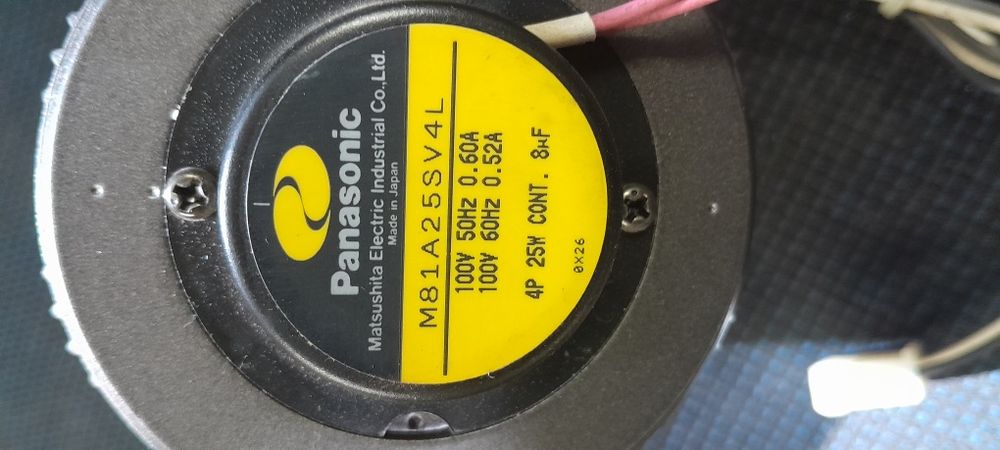 Panasonic
Matsushita Electric Industrial Co.,Ltd.
Made in Japan
M81A25SV4L
100V 50HZ 0.60A
100V 60HZ 0.52A
4P 25W CONT. 8µF
0X26